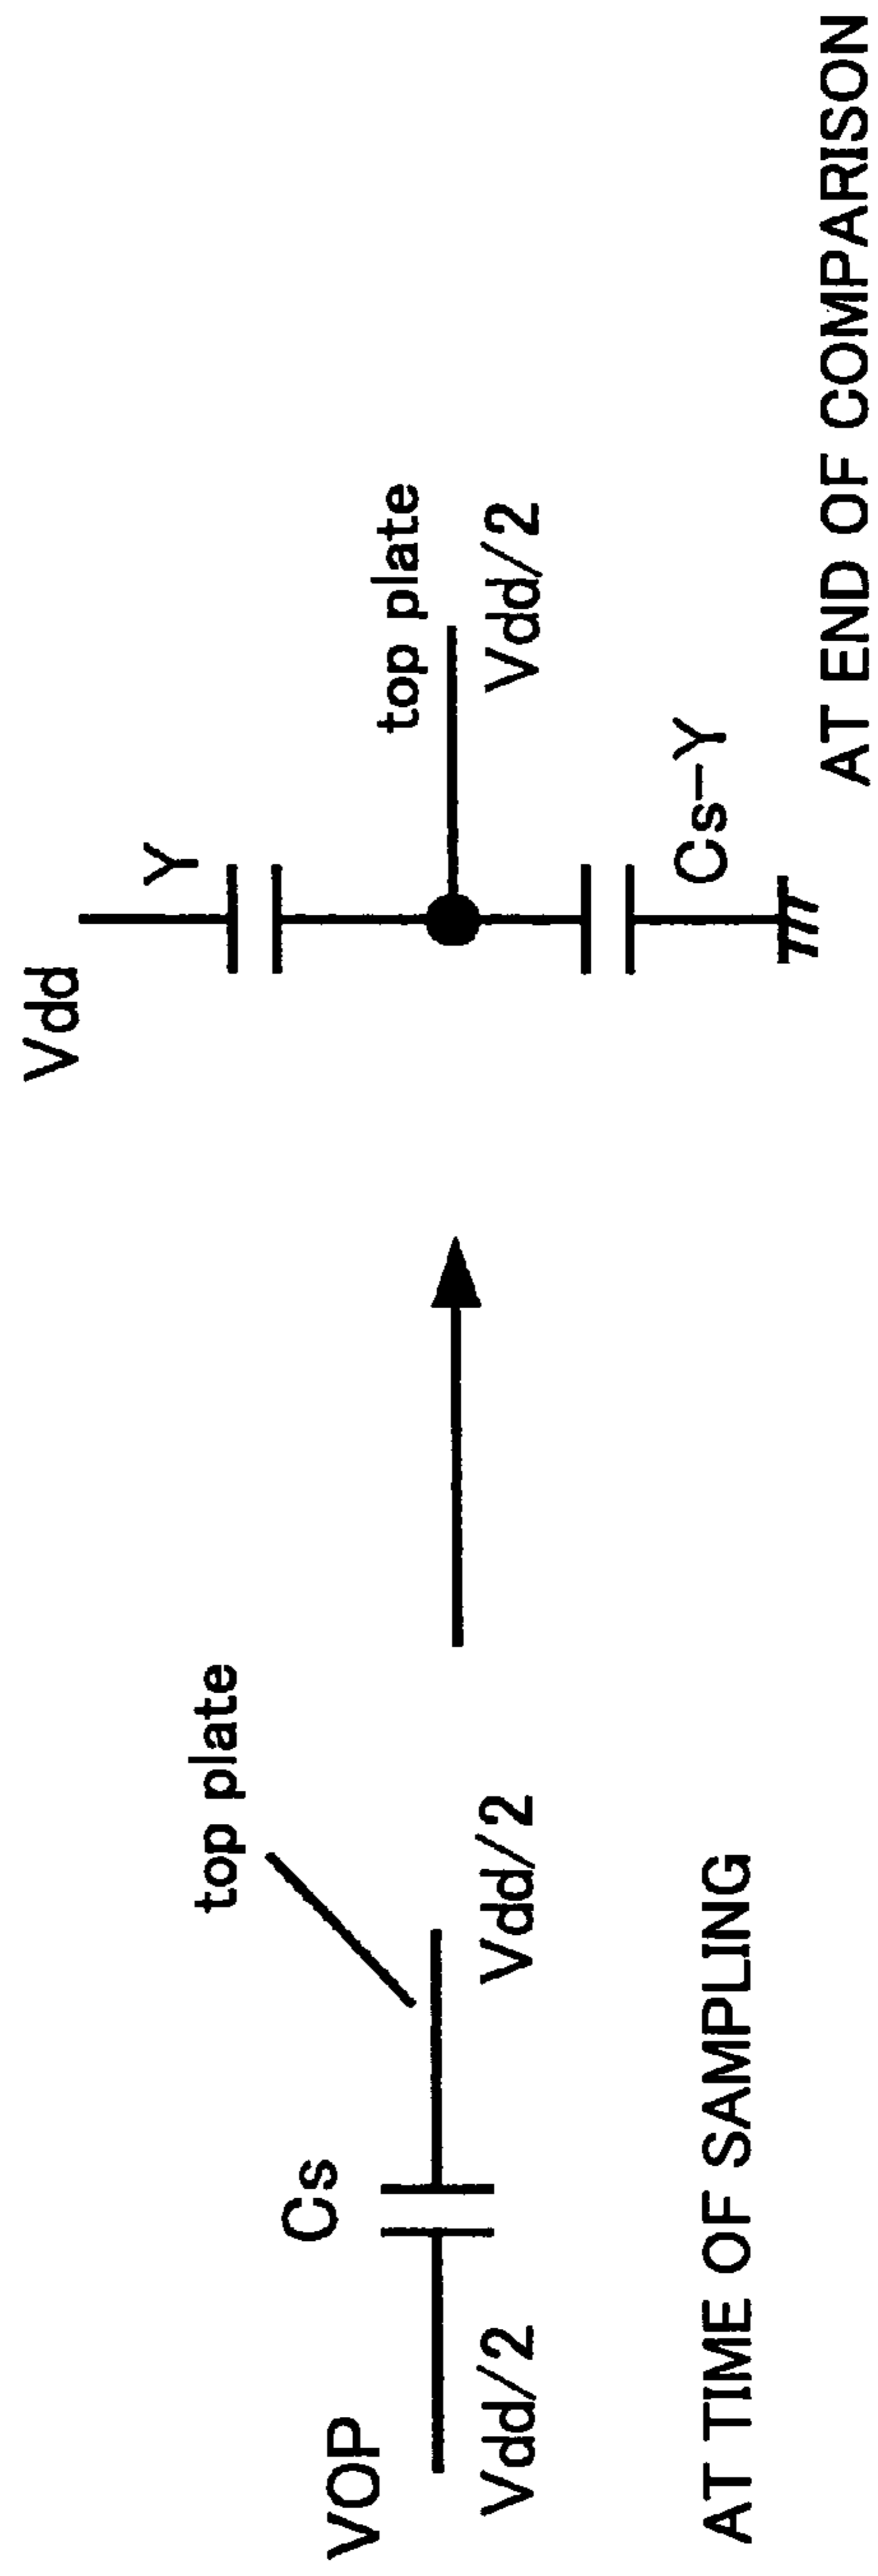 VOP
Vdd/2
Cs
top plate
Vdd/2
AT TIME OF SAMPLING
Vdd
Y
top plate
Vdd/2
Cs-Y
AT END OF COMPARISON